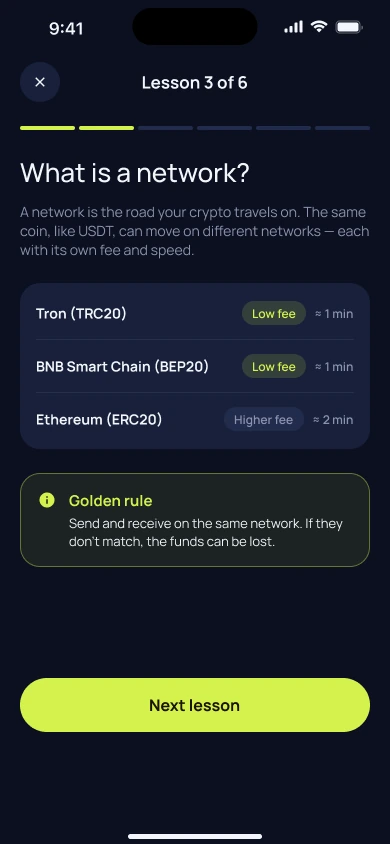 9:41
Lesson 3 of 6
What is a network?
A network is the road your crypto travels on. The same
coin, like USDT, can move on different networks — each
with its own fee and speed.
Tron (TRC20) Low fee ≈ 1 min
BNB Smart Chain (BEP20) Low fee ≈ 1 min
Ethereum (ERC20) Higher fee ≈ 2 min
Golden rule
Send and receive on the same network. If they
don't match, the funds can be lost.
Next lesson